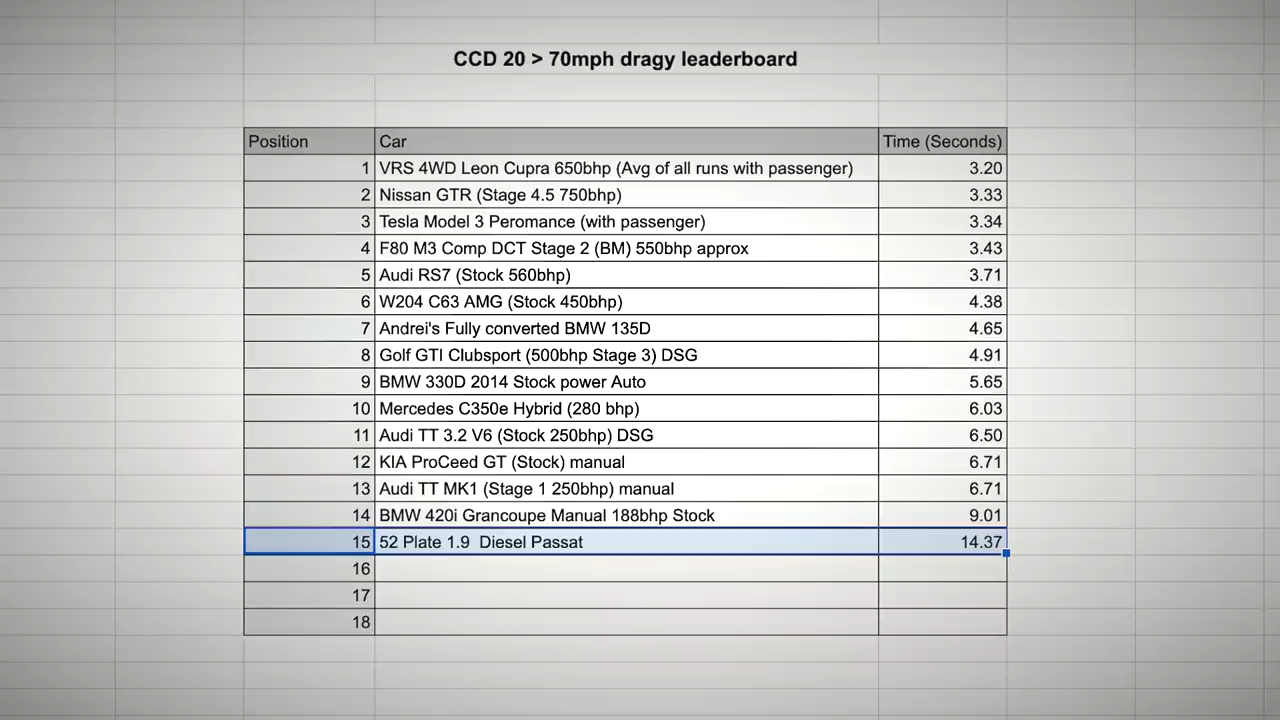 CCD 20 > 70mph dragy leaderboard
Position Car Time (Seconds)
1 VRS 4WD Leon Cupra 650bhp (Avg of all runs with passenger) 3.20
2 Nissan GTR (Stage 4.5 750bhp) 3.33
3 Tesla Model 3 Peromance (with passenger) 3.34
4 F80 M3 Comp DCT Stage 2 (BM) 550bhp approx 3.43
5 Audi RS7 (Stock 560bhp) 3.71
6 W204 C63 AMG (Stock 450bhp) 4.38
7 Andrei's Fully converted BMW 135D 4.65
8 Golf GTI Clubsport (500bhp Stage 3) DSG 4.91
9 BMW 330D 2014 Stock power Auto 5.65
10 Mercedes C350e Hybrid (280 bhp) 6.03
11 Audi TT 3.2 V6 (Stock 250bhp) DSG 6.50
12 KIA ProCeed GT (Stock) manual 6.71
13 Audi TT MK1 (Stage 1 250bhp) manual 6.71
14 BMW 420i Grancoupe Manual 188bhp Stock 9.01
15 52 Plate 1.9 Diesel Passat 14.37
16
17
18